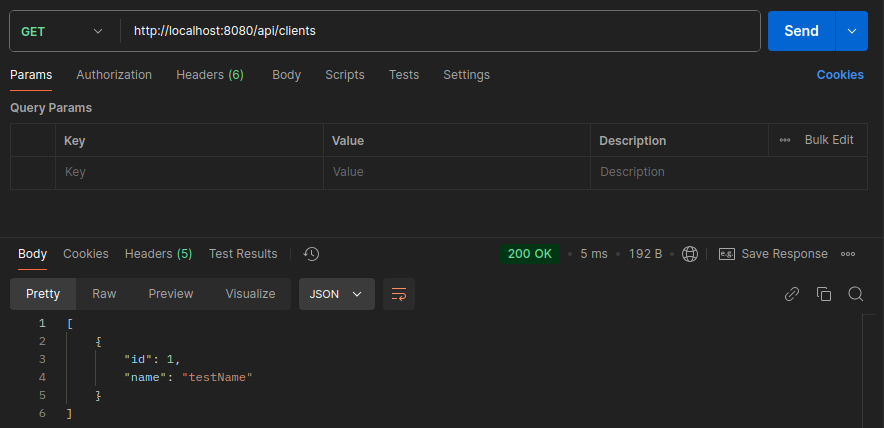 GET http://localhost:8080/api/clients Send
Params Authorization Headers (6) Body Scripts Tests Settings Cookies
Query Params
Key Value Description Bulk Edit
Key Value Description
Body Cookies Headers (5) Test Results 200 OK • 5 ms • 192 B e.g. Save Response
Pretty Raw Preview Visualize JSON
1 [
2 {
3 "id": 1,
4 "name": "testName"
5 }
6 ]